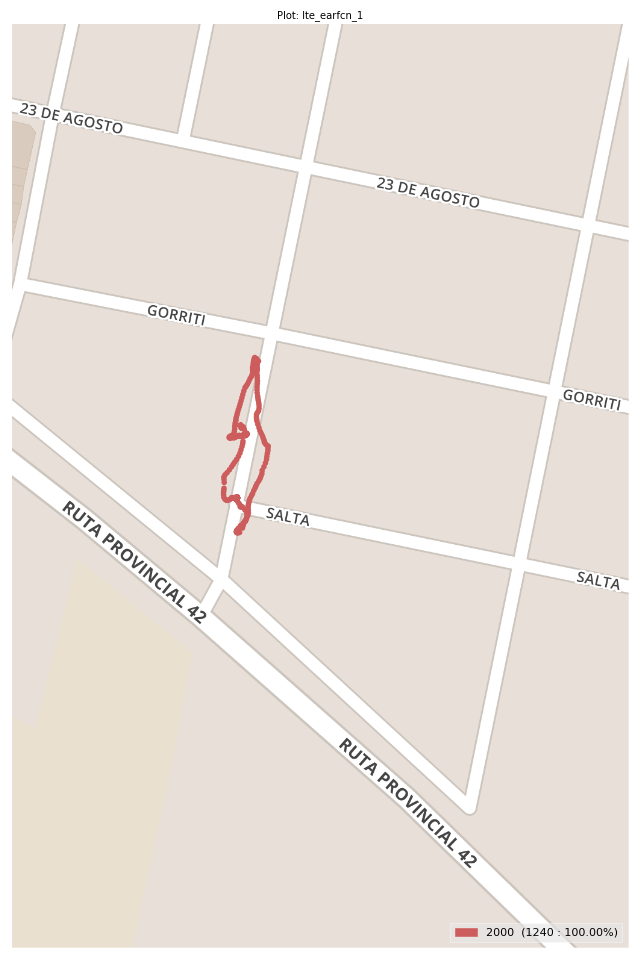 Plot: lte_earfcn_1
23 DE AGOSTO
23 DE AGOSTO
GORRITI
GORRITI
SALTA
SALTA
RUTA PROVINCIAL 42
RUTA PROVINCIAL 42
2000 (1240 : 100.00%)